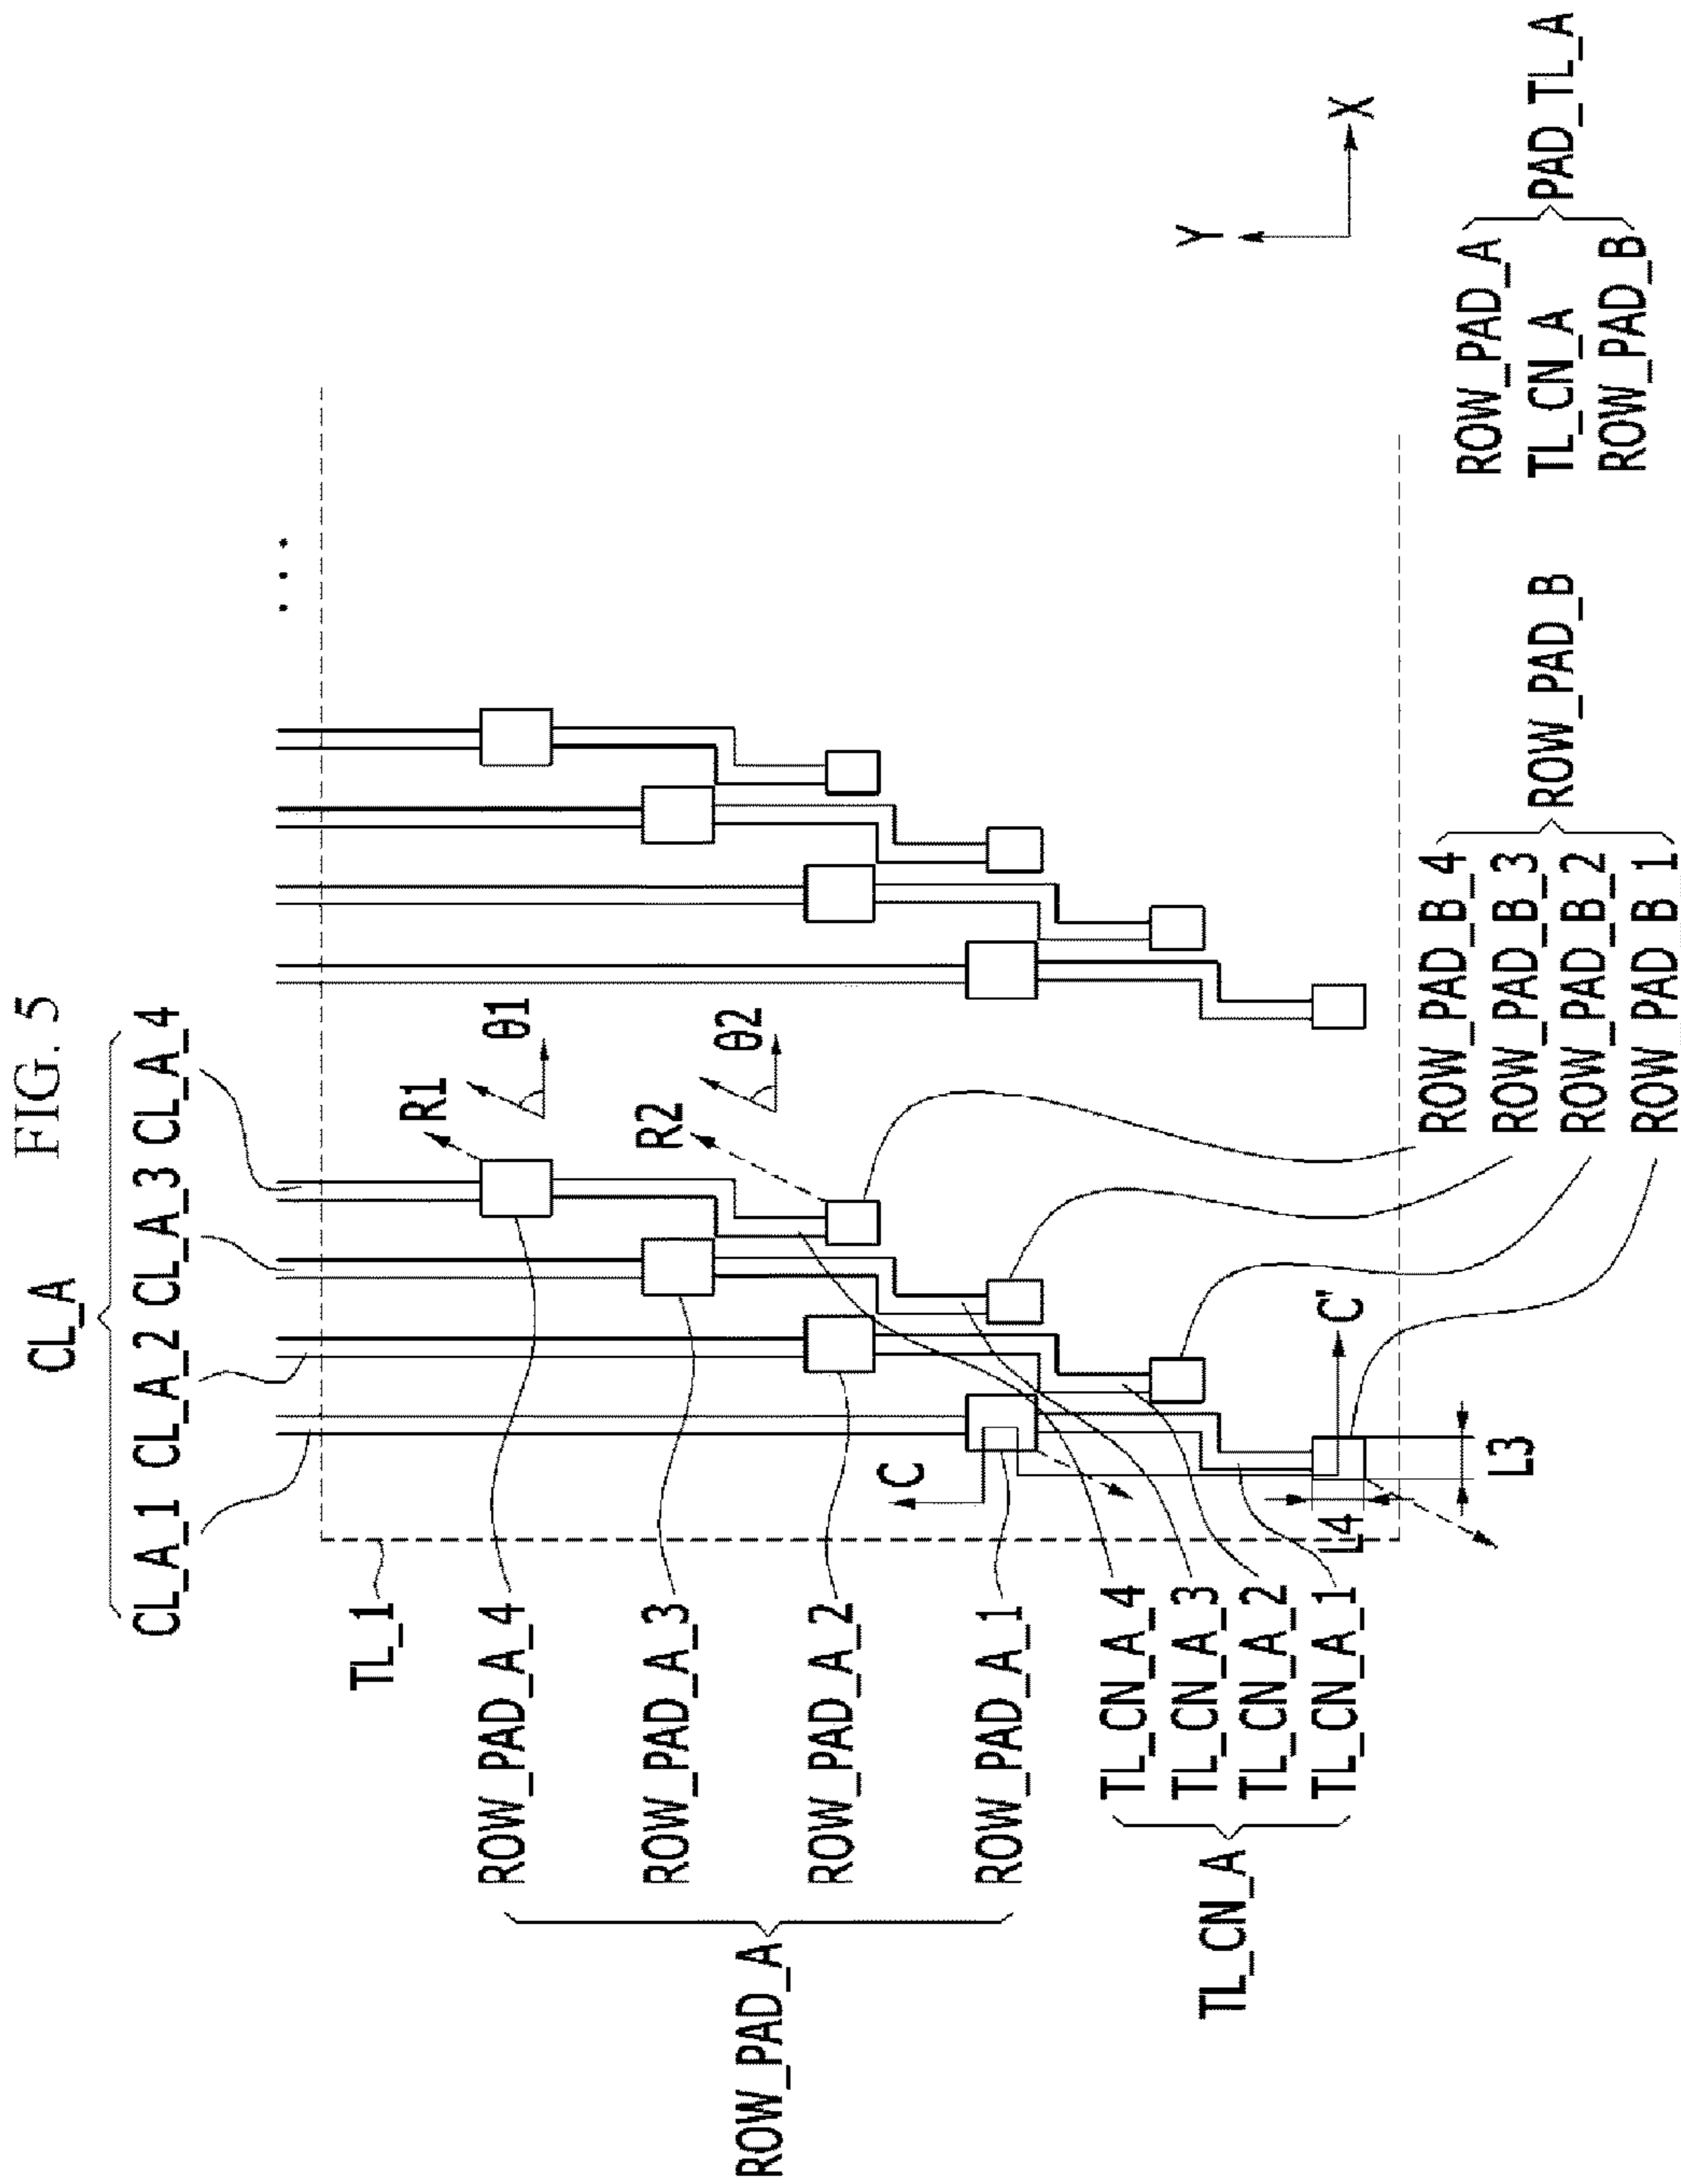 FIG. 5
CL_A
CL_A_1 CL_A_2 CL_A_3 CL_A_4
TL_1
...
ROW_PAD_A
ROW_PAD_A_4
ROW_PAD_A_3
ROW_PAD_A_2
ROW_PAD_A_1
R1
θ1
R2
θ2
C
C'
TL_CN_A
TL_CN_A_4
TL_CN_A_3
TL_CN_A_2
TL_CN_A_1
L4
L3
ROW_PAD_B_4
ROW_PAD_B_3
ROW_PAD_B_2
ROW_PAD_B_1
ROW_PAD_B
Y
X
ROW_PAD_A
TL_CN_A
ROW_PAD_B
PAD_TL_A